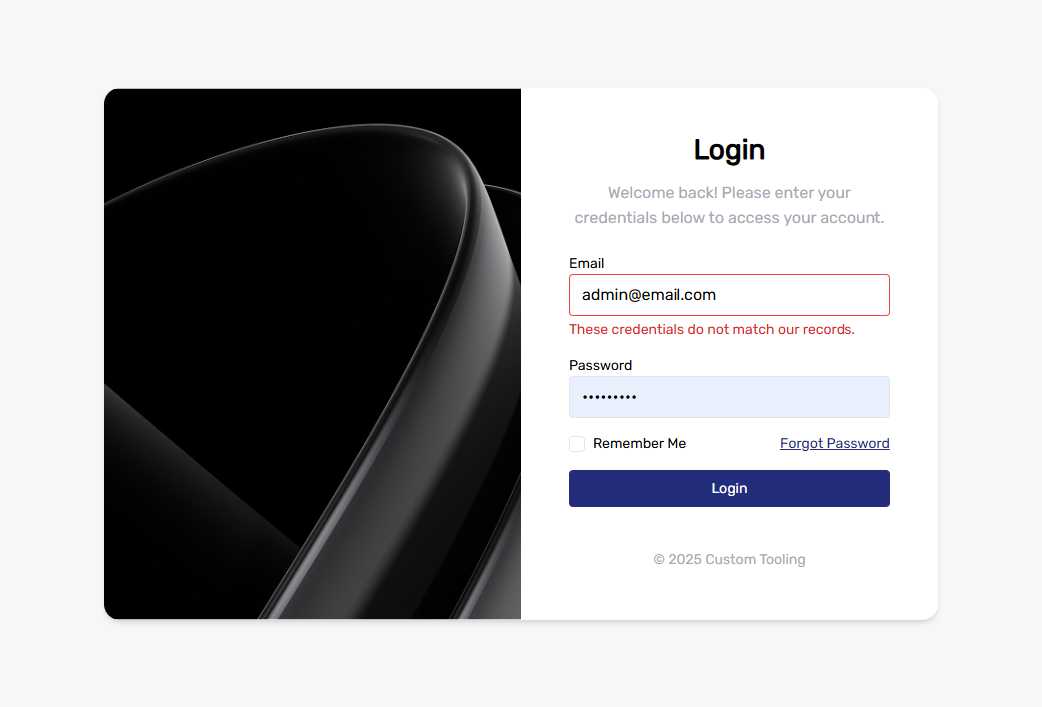 Login
Welcome back! Please enter your
credentials below to access your account.
Email
admin@email.com
These credentials do not match our records.
Password
•••••••••
Remember Me
Forgot Password
Login
© 2025 Custom Tooling